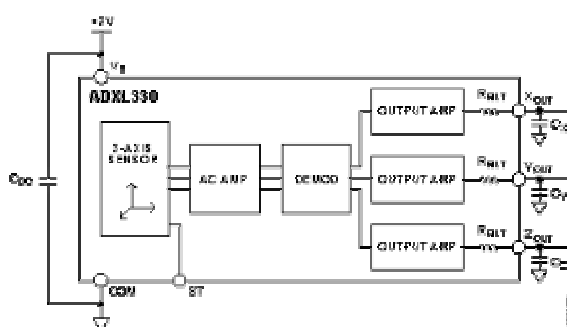 +2V
VS
ADXL330
3-AXIS
SENSOR
AC AMP
DEMOD
OUTPUT AMP
RFILT
XOUT
CX
OUTPUT AMP
RFILT
YOUT
CY
OUTPUT AMP
RFILT
ZOUT
CZ
CDC
COM
ST